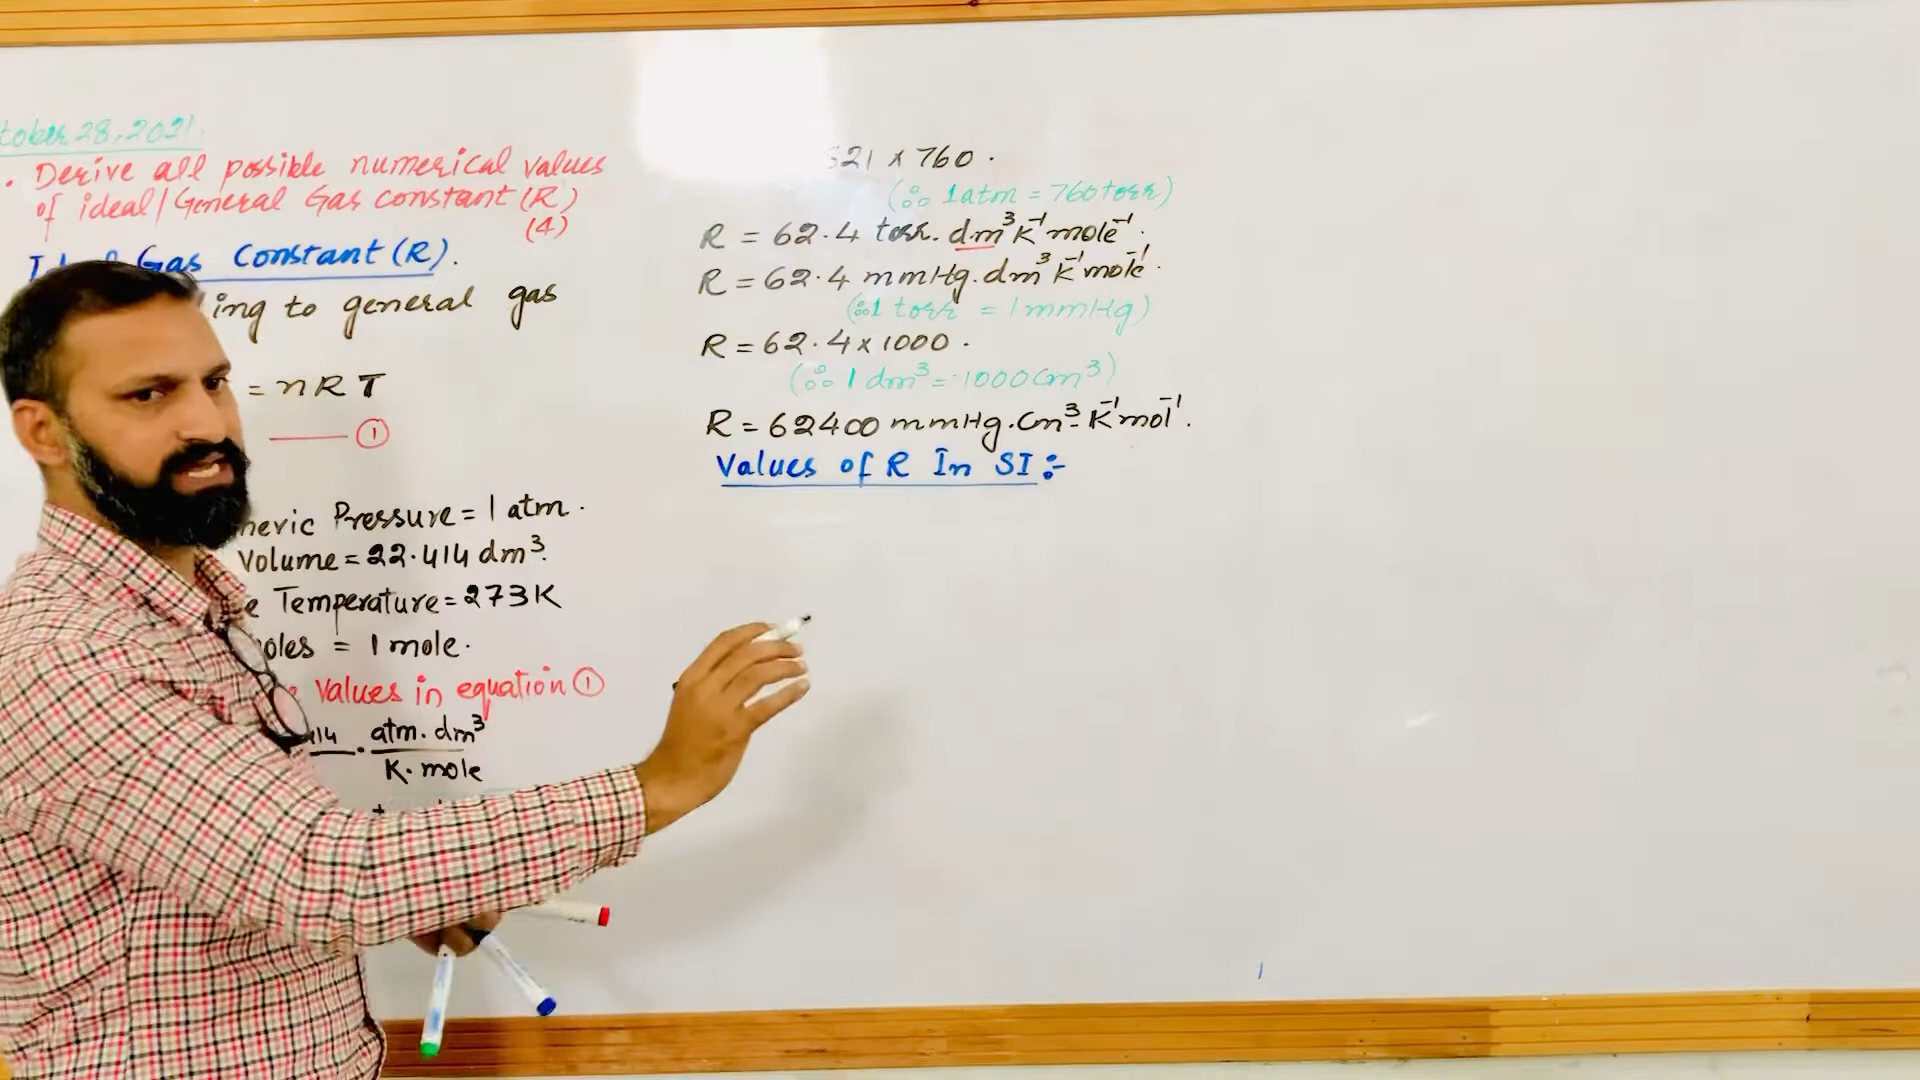 tober 28, 2021.
. Derive all possible numerical values
of ideal/General Gas constant (R)
(4)
Gas Constant (R).
ing to general gas
= nRT
①
heric Pressure = 1 atm.
Volume = 22.414 dm³.
e Temperature = 273K
oles = 1 mole.
Values in equation ①
414 . atm. dm³
K. mole
321 x 760 .
(∴ 1 atm = 760 torr)
R = 62.4 torr. dm³ K⁻¹ mole⁻¹.
R = 62.4 mmHg. dm³ K⁻¹ mole⁻¹.
(∴ 1 torr = 1 mmHg)
R = 62.4 x 1000 .
(∴ 1 dm³ = 1000 cm³)
R = 62400 mmHg. Cm³ K⁻¹ mol⁻¹.
Values of R In SI :-